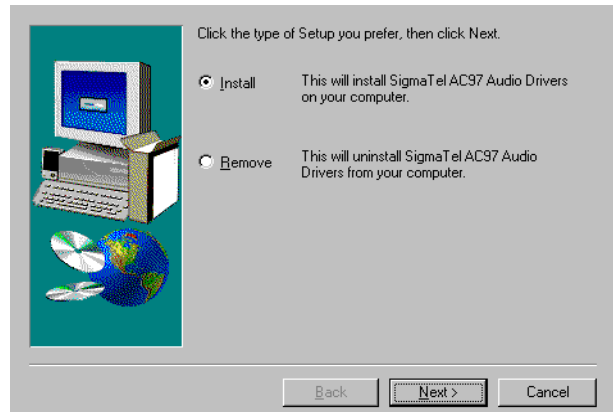 Click the type of Setup you prefer, then click Next.
Install
This will install SigmaTel AC97 Audio Drivers
on your computer.
Remove
This will uninstall SigmaTel AC97 Audio
Drivers from your computer.
Back
Next >
Cancel